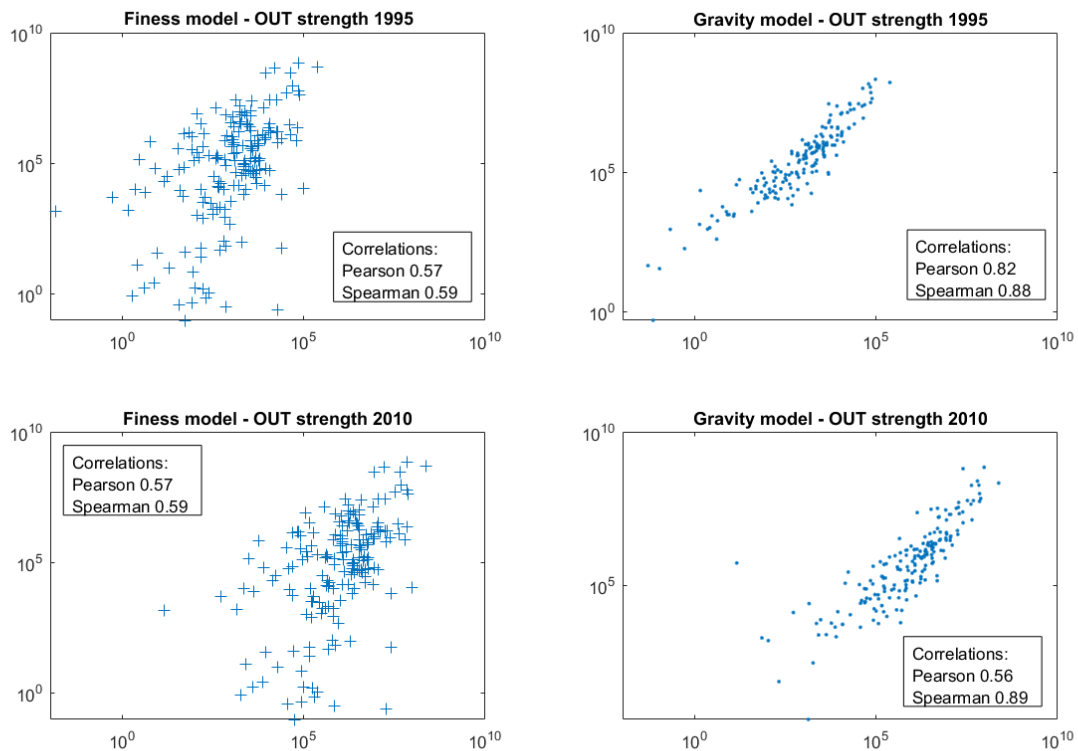 Finess model - OUT strength 1995
10^10
10^5
10^0
10^0
10^5
10^10
Correlations:
Pearson 0.57
Spearman 0.59
Gravity model - OUT strength 1995
10^10
10^5
10^0
10^0
10^5
10^10
Correlations:
Pearson 0.82
Spearman 0.88
Finess model - OUT strength 2010
10^10
10^5
10^0
10^0
10^5
10^10
Correlations:
Pearson 0.57
Spearman 0.59
Gravity model - OUT strength 2010
10^10
10^5
10^0
10^5
10^10
Correlations:
Pearson 0.56
Spearman 0.89